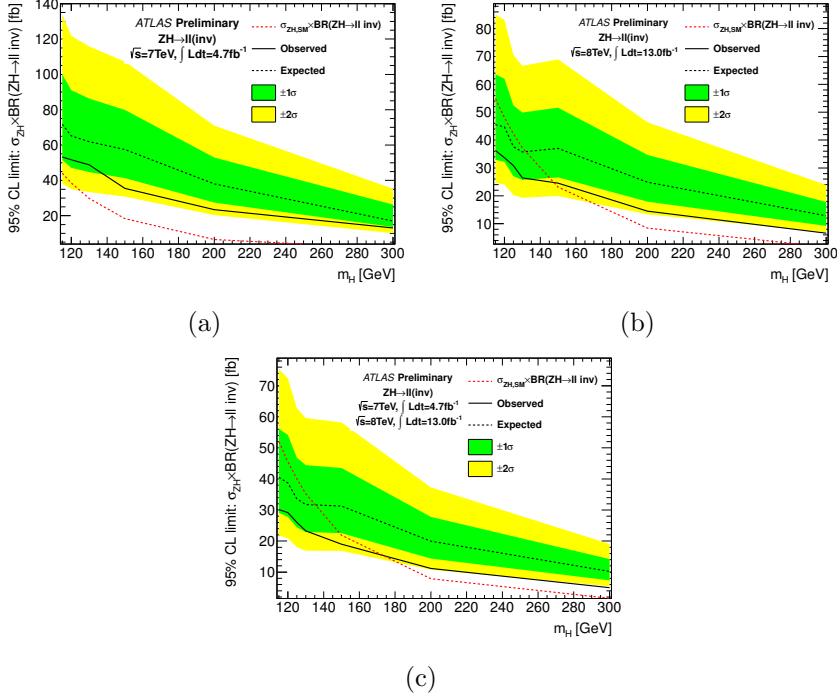 95% CL limit: σZH×BR(ZH→ll inv) [fb]
140
120
100
80
60
40
20
ATLAS Preliminary
ZH→ll(inv)
√s=7TeV, ∫ Ldt=4.7fb-1
σZH,SM×BR(ZH→ll inv)
Observed
Expected
±1σ
±2σ
120 140 160 180 200 220 240 260 280 300
mH [GeV]
(a)
95% CL limit: σZH×BR(ZH→ll inv) [fb]
80
70
60
50
40
30
20
10
ATLAS Preliminary
ZH→ll(inv)
√s=8TeV, ∫ Ldt=13.0fb-1
σZH,SM×BR(ZH→ll inv)
Observed
Expected
±1σ
±2σ
120 140 160 180 200 220 240 260 280 300
mH [GeV]
(b)
95% CL limit: σZH×BR(ZH→ll inv) [fb]
70
60
50
40
30
20
10
ATLAS Preliminary
ZH→ll(inv)
√s=7TeV, ∫ Ldt=4.7fb-1
√s=8TeV, ∫ Ldt=13.0fb-1
σZH,SM×BR(ZH→ll inv)
Observed
Expected
±1σ
±2σ
120 140 160 180 200 220 240 260 280 300
mH [GeV]
(c)